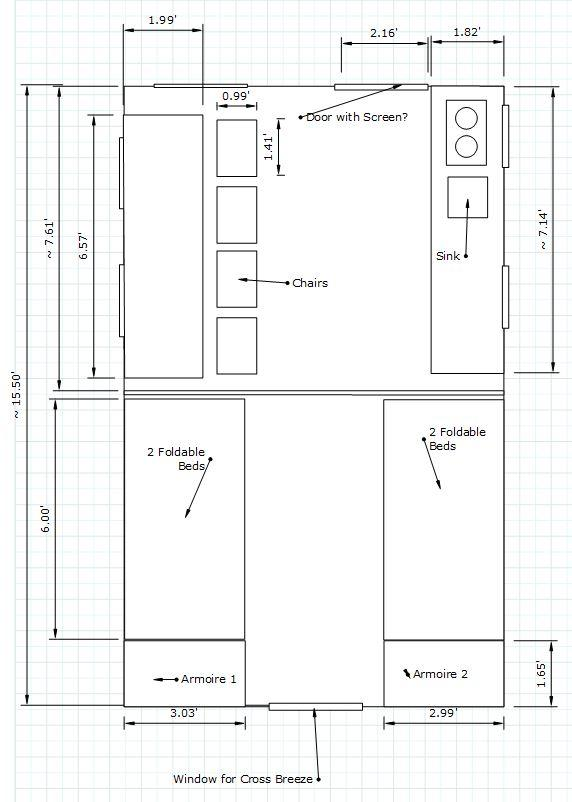 1.99'
2.16'
1.82'
0.99'
Door with Screen?
1.41'
~ 7.61'
6.57'
~ 7.14'
Sink
Chairs
~ 15.50'
2 Foldable
Beds
2 Foldable
Beds
6.00'
Armoire 1
Armoire 2
1.65'
3.03'
2.99'
Window for Cross Breeze